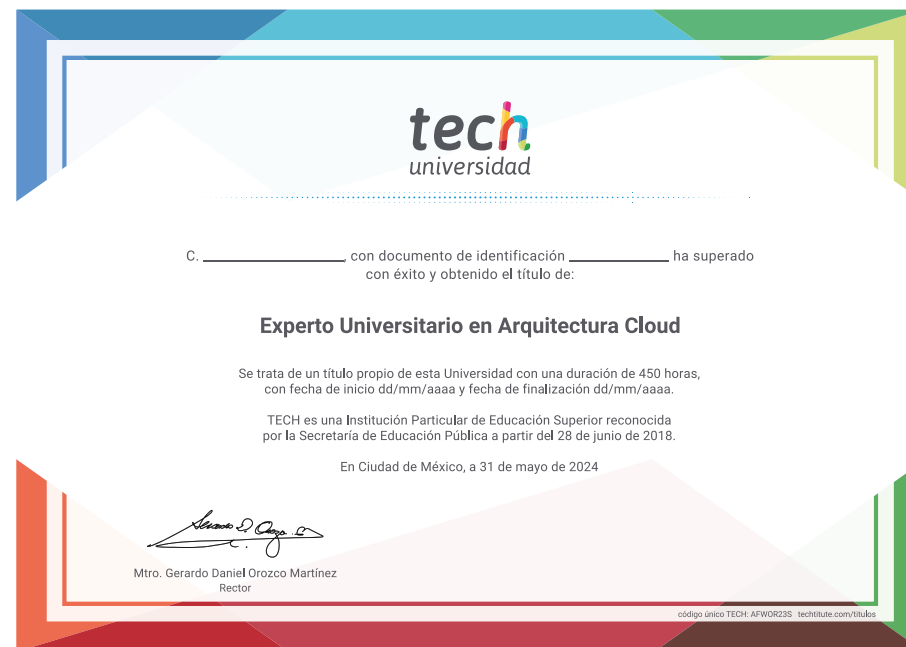 tech
universidad
C. ____________, con documento de identificación ____________ ha superado
con éxito y obtenido el título de:
Experto Universitario en Arquitectura Cloud
Se trata de un título propio de esta Universidad con una duración de 450 horas,
con fecha de inicio dd/mm/aaaa y fecha de finalización dd/mm/aaaa.
TECH es una Institución Particular de Educación Superior reconocida
por la Secretaría de Educación Pública a partir del 28 de junio de 2018.
En Ciudad de México, a 31 de mayo de 2024
Mtro. Gerardo Daniel Orozco Martínez
Rector
código único TECH: AFWOR23S techtitute.com/titulos